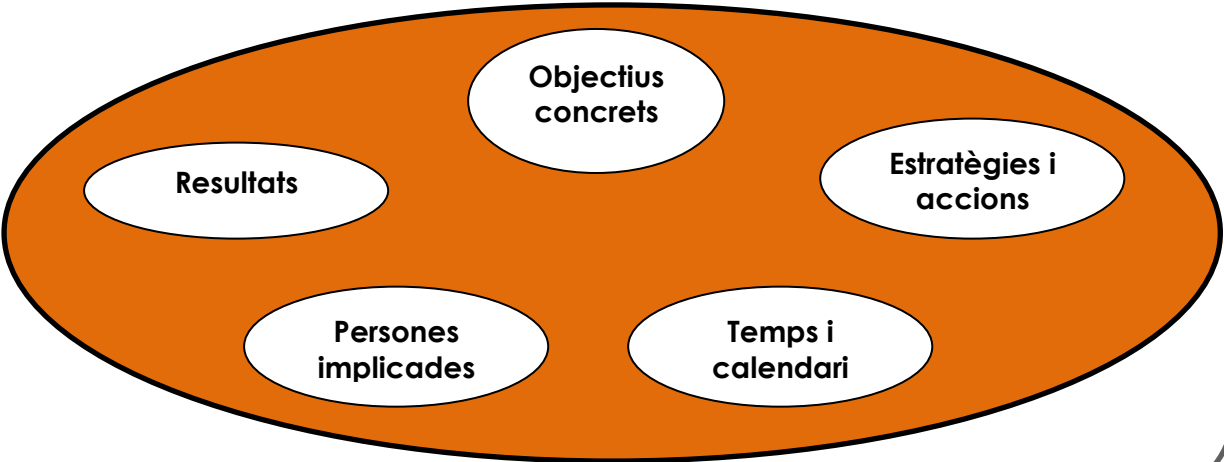 Objectius
concrets
Resultats
Estratègies i
accions
Persones
implicades
Temps i
calendari